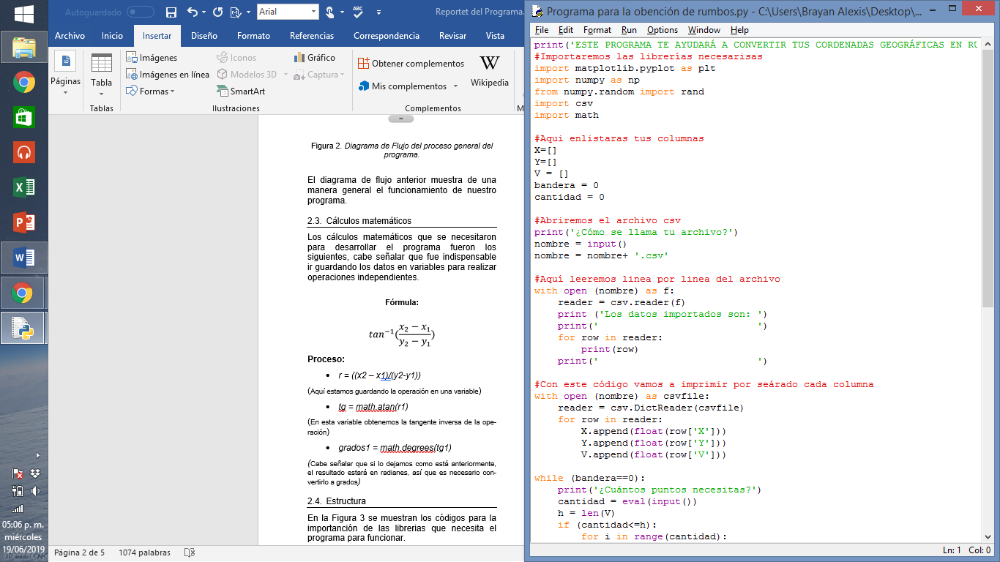 Autoguardado
Arial
ABC
Reportet del Programa.
Archivo Inicio Insertar Diseño Formato Referencias Correspondencia Revisar Vista
Páginas
Tabla
Imágenes
Imágenes en línea
Formas
Iconos
Modelos 3D
SmartArt
Gráfico
Captura
Obtener complementos
Mis complementos
W
Wikipedia
Tablas
Ilustraciones
Complementos
M
Figura 2. Diagrama de Flujo del proceso general del
programa.
El diagrama de flujo anterior muestra de una
manera general el funcionamiento de nuestro
programa.
2.3. Cálculos matemáticos
Los cálculos matemáticos que se necesitaron
para desarrollar el programa fueron los
siguientes, cabe señalar que fue indispensable
ir guardando los datos en variables para realizar
operaciones independientes.
Fórmula:
tan⁻¹((x₂ − x₁)/(y₂ − y₁))
Proceso:
• r = ((x2 – x1)/(y2-y1))
(Aquí estamos guardando la operación en una variable)
• tg = math.atan(r1)
(En esta variable obtenemos la tangente inversa de la ope-
ración)
• grados1 = math.degrees(tg1)
(Cabe señalar que si lo dejamos como está anteriormente,
el resultado estará en radianes, así que es necesario con-
vertirlo a grados)
2.4. Estructura
En la Figura 3 se muestran los códigos para la
importanción de las librerias que necesita el
programa para funcionar.
Página 2 de 5 1074 palabras
05:06 p. m.
miércoles
19/06/2019
Programa para la obención de rumbos.py - C:\Users\Brayan Alexis\Desktop\...
File Edit Format Run Options Window Help
print('ESTE PROGRAMA TE AYUDARÁ A CONVERTIR TUS CORDENADAS GEOGRÁFICAS EN RU
#Importaremos las librerías necesarisas
import matplotlib.pyplot as plt
import numpy as np
from numpy.random import rand
import csv
import math
#Aqui enlistaras tus columnas
X=[]
Y=[]
V = []
bandera = 0
cantidad = 0
#Abriremos el archivo csv
print('¿Cómo se llama tu archivo?')
nombre = input()
nombre = nombre+ '.csv'
#Aquí leeremos linea por linea del archivo
with open (nombre) as f:
    reader = csv.reader(f)
    print ('Los datos importados son: ')
    print('                           ')
    for row in reader:
        print(row)
    print('                           ')
#Con este código vamos a imprimir por seárado cada columna
with open (nombre) as csvfile:
    reader = csv.DictReader(csvfile)
    for row in reader:
        X.append(float(row['X']))
        Y.append(float(row['Y']))
        V.append(float(row['V']))
while (bandera==0):
    print('¿Cuántos puntos necesitas?')
    cantidad = eval(input())
    h = len(V)
    if (cantidad<=h):
        for i in range(cantidad):
Ln: 1 Col: 0